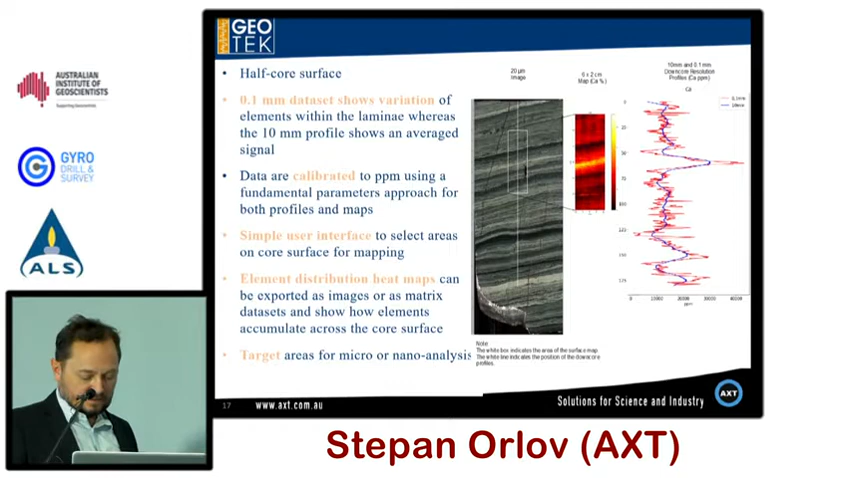 AUSTRALIAN
INSTITUTE OF
GEOSCIENTISTS
Supporting Geoscientists
GYRO
DRILL &
SURVEY
ALS
GEO
TEK
• Half-core surface
• 0.1 mm dataset shows variation of
elements within the laminae whereas
the 10 mm profile shows an averaged
signal
• Data are calibrated to ppm using a
fundamental parameters approach for
both profiles and maps
• Simple user interface to select areas
on core surface for mapping
• Element distribution heat maps can
be exported as images or as matrix
datasets and show how elements
accumulate across the core surface
• Target areas for micro or nano-analysis
20 µm
Image
6 x 2 cm
Map (Ca %)
10mm and 0.1 mm
Downcore Resolution
Profiles (Ca ppm)
Ca
0.1mm
10mm
ppm
Note
The white box indicates the area of the surface map
The white line indicates the position of the downcore
profiles.
17
www.axt.com.au
Solutions for Science and Industry
AXT
Stepan Orlov (AXT)